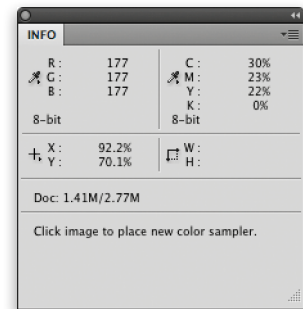 INFO
R : 177 C : 30%
G : 177 M : 23%
B : 177 Y : 22%
K : 0%
8-bit 8-bit
X : 92.2% W :
Y : 70.1% H :
Doc: 1.41M/2.77M
Click image to place new color sampler.